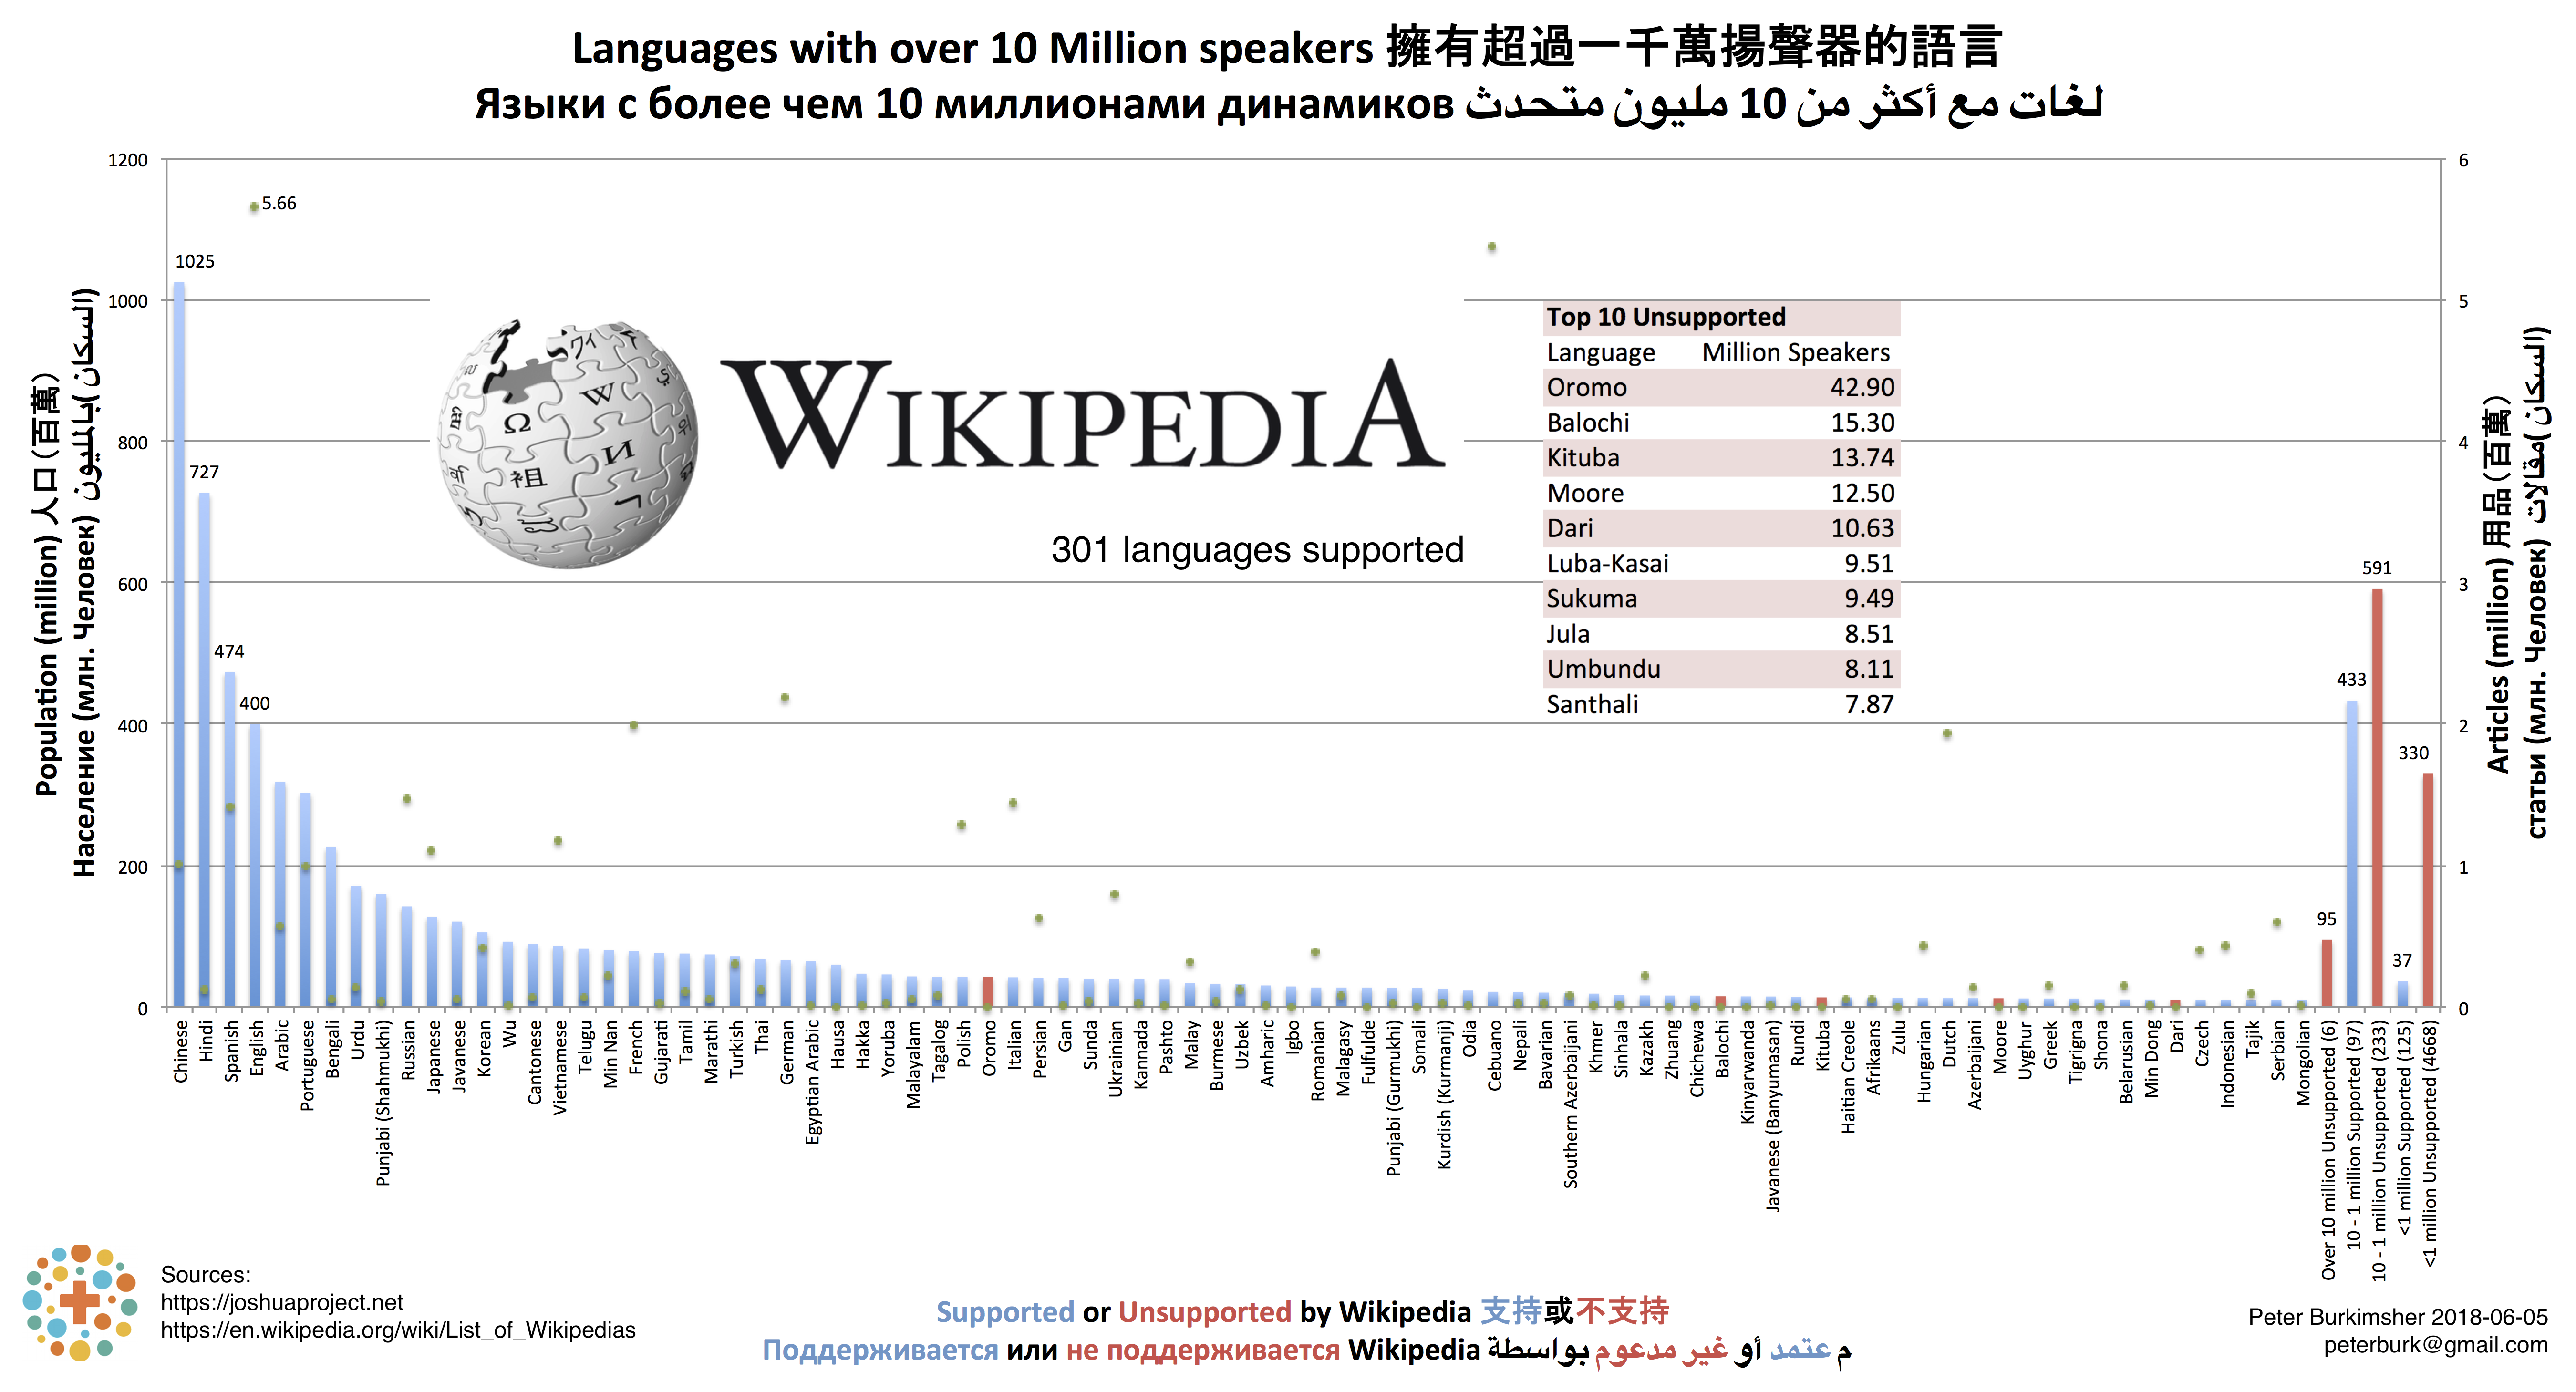 Languages with over 10 Million speakers 擁有超過一千萬揚聲器的語言
Языки с более чем 10 миллионами динамиков لغات مع أكثر من 10 مليون متحدث
1200
1000
800
600
400
200
0
6
5
4
3
2
1
0
Population (million) 人口(百萬)
Население (млн. Человек) السكان )بالمليون(
Articles (million) 用品(百萬)
статьи (млн. Человек) السكان )مقالات(
1025
727
474
400
5.66
95
433
591
37
330
WIKIPEDIA
301 languages supported
Ω
W
И
祖
ウィ
Top 10 Unsupported
Language Million Speakers
Oromo 42.90
Balochi 15.30
Kituba 13.74
Moore 12.50
Dari 10.63
Luba-Kasai 9.51
Sukuma 9.49
Jula 8.51
Umbundu 8.11
Santhali 7.87
Chinese
Hindi
Spanish
English
Arabic
Portuguese
Bengali
Urdu
Punjabi (Shahmukhi)
Russian
Japanese
Javanese
Korean
Wu
Cantonese
Vietnamese
Telugu
Min Nan
French
Gujarati
Tamil
Marathi
Turkish
Thai
German
Egyptian Arabic
Hausa
Hakka
Yoruba
Malayalam
Tagalog
Polish
Oromo
Italian
Persian
Gan
Sunda
Ukrainian
Kannada
Pashto
Malay
Burmese
Uzbek
Amharic
Igbo
Romanian
Malagasy
Fulfulde
Punjabi (Gurmukhi)
Somali
Kurdish (Kurmanji)
Odia
Cebuano
Nepali
Bavarian
Southern Azerbaijani
Khmer
Sinhala
Kazakh
Zhuang
Chichewa
Balochi
Kinyarwanda
Javanese (Banyumasan)
Rundi
Kituba
Haitian Creole
Afrikaans
Zulu
Hungarian
Dutch
Azerbaijani
Moore
Uyghur
Greek
Tigrigna
Shona
Belarusian
Min Dong
Dari
Czech
Indonesian
Tajik
Serbian
Mongolian
Over 10 million Unsupported (6)
10 - 1 million Supported (97)
10 - 1 million Unsupported (233)
<1 million Supported (125)
<1 million Unsupported (4668)
Sources:
https://joshuaproject.net
https://en.wikipedia.org/wiki/List_of_Wikipedias
Supported or Unsupported by Wikipedia 支持或不支持
Поддерживается или не поддерживается Wikipedia م عتمد أو غير مدعوم بواسطة
Peter Burkimsher 2018-06-05
peterburk@gmail.com